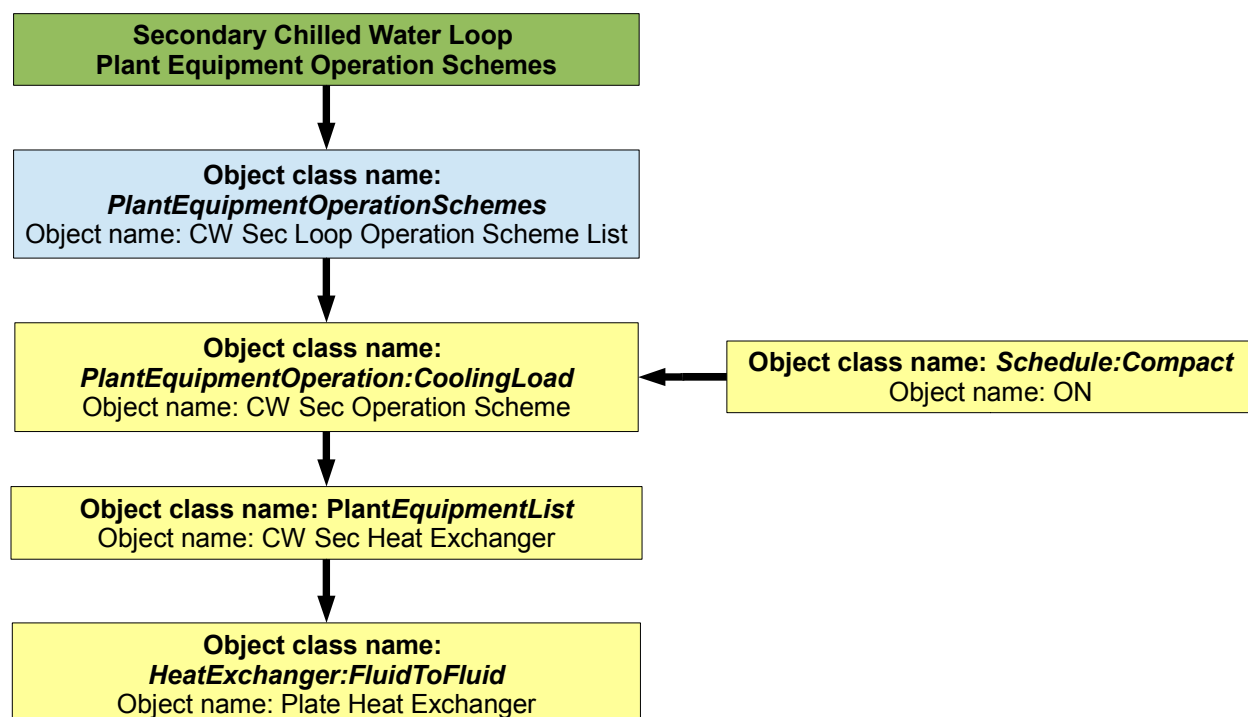 Secondary Chilled Water Loop
Plant Equipment Operation Schemes
Object class name:
PlantEquipmentOperationSchemes
Object name: CW Sec Loop Operation Scheme List
Object class name:
PlantEquipmentOperation:CoolingLoad
Object name: CW Sec Operation Scheme
Object class name: Schedule:Compact
Object name: ON
Object class name: PlantEquipmentList
Object name: CW Sec Heat Exchanger
Object class name:
HeatExchanger:FluidToFluid
Object name: Plate Heat Exchanger